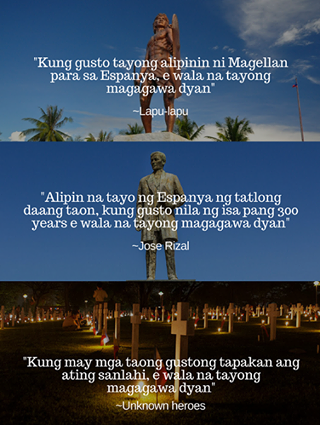 "Kung gusto tayong alipinin ni Magellan
para sa Espanya, e wala na tayong
magagawa dyan"
~Lapu-lapu
"Alipin na tayo ng Espanya ng tatlong
daang taon, kung gusto nila ng isa pang 300
years e wala na tayong magagawa dyan"
~Jose Rizal
"Kung may mga taong gustong tapakan ang
ating sanlahi, e wala na tayong
magagawa dyan"
~Unknown heroes